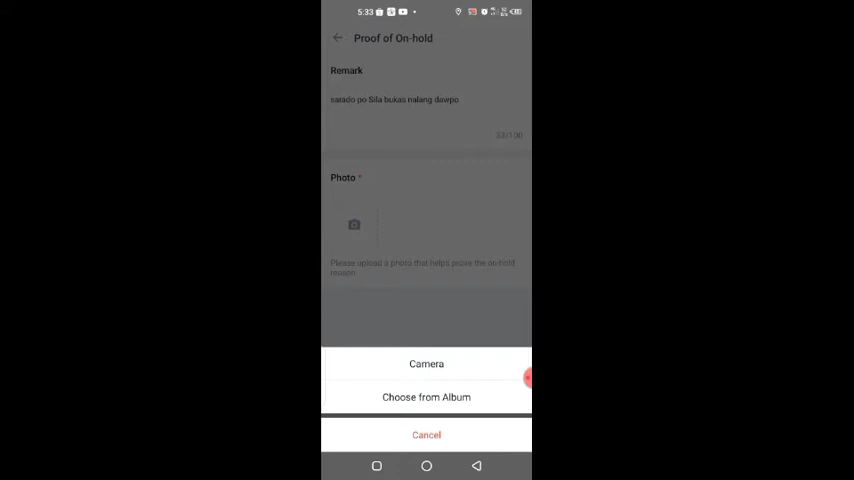 5:33
Proof of On-hold
Remark
sarado po Sila bukas nalang dawpo
33/100
Photo *
Please upload a photo that helps prove the on-hold
reason
Camera
Choose from Album
Cancel